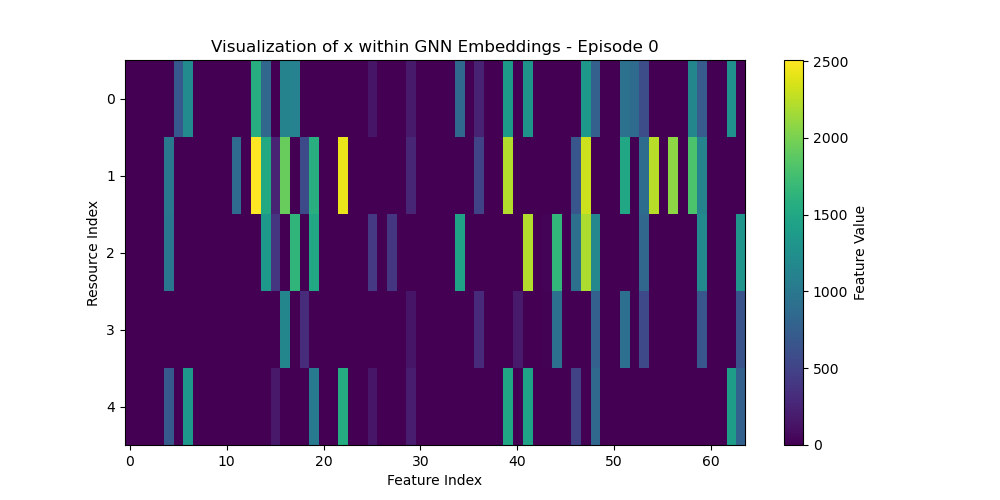 Visualization of x within GNN Embeddings - Episode 0
Resource Index
0
1
2
3
4
0 10 20 30 40 50 60
Feature Index
2500
2000
1500
1000
500
0
Feature Value